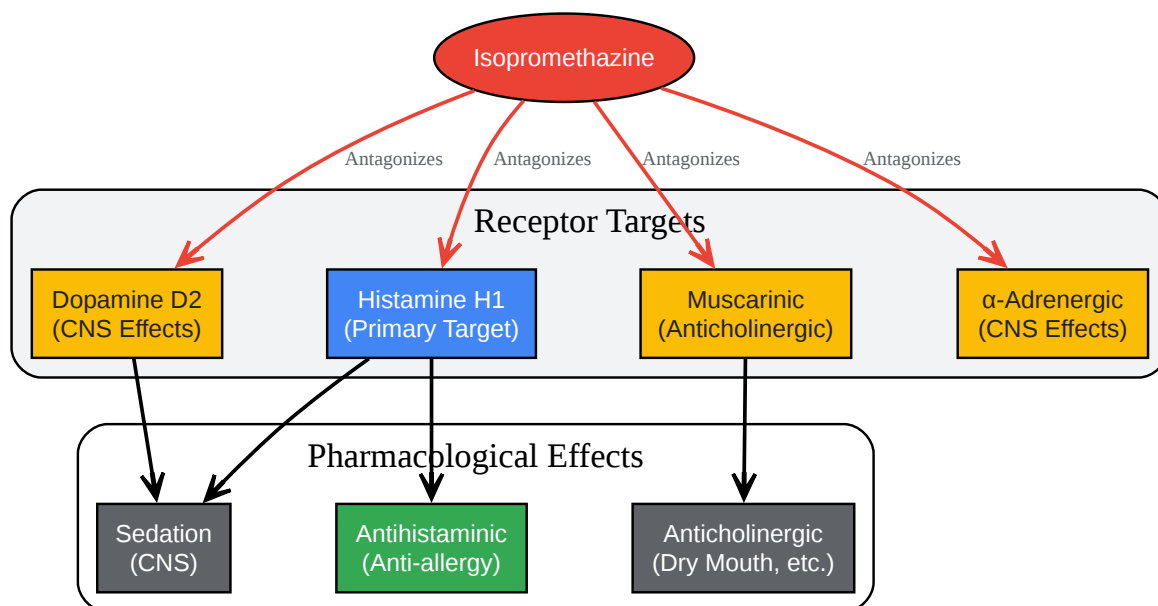 Isopromethazine
Antagonizes Antagonizes Antagonizes Antagonizes
Receptor Targets
Dopamine D2
(CNS Effects)
Histamine H1
(Primary Target)
Muscarinic
(Anticholinergic)
α-Adrenergic
(CNS Effects)
Pharmacological Effects
Sedation
(CNS)
Antihistaminic
(Anti-allergy)
Anticholinergic
(Dry Mouth, etc.)